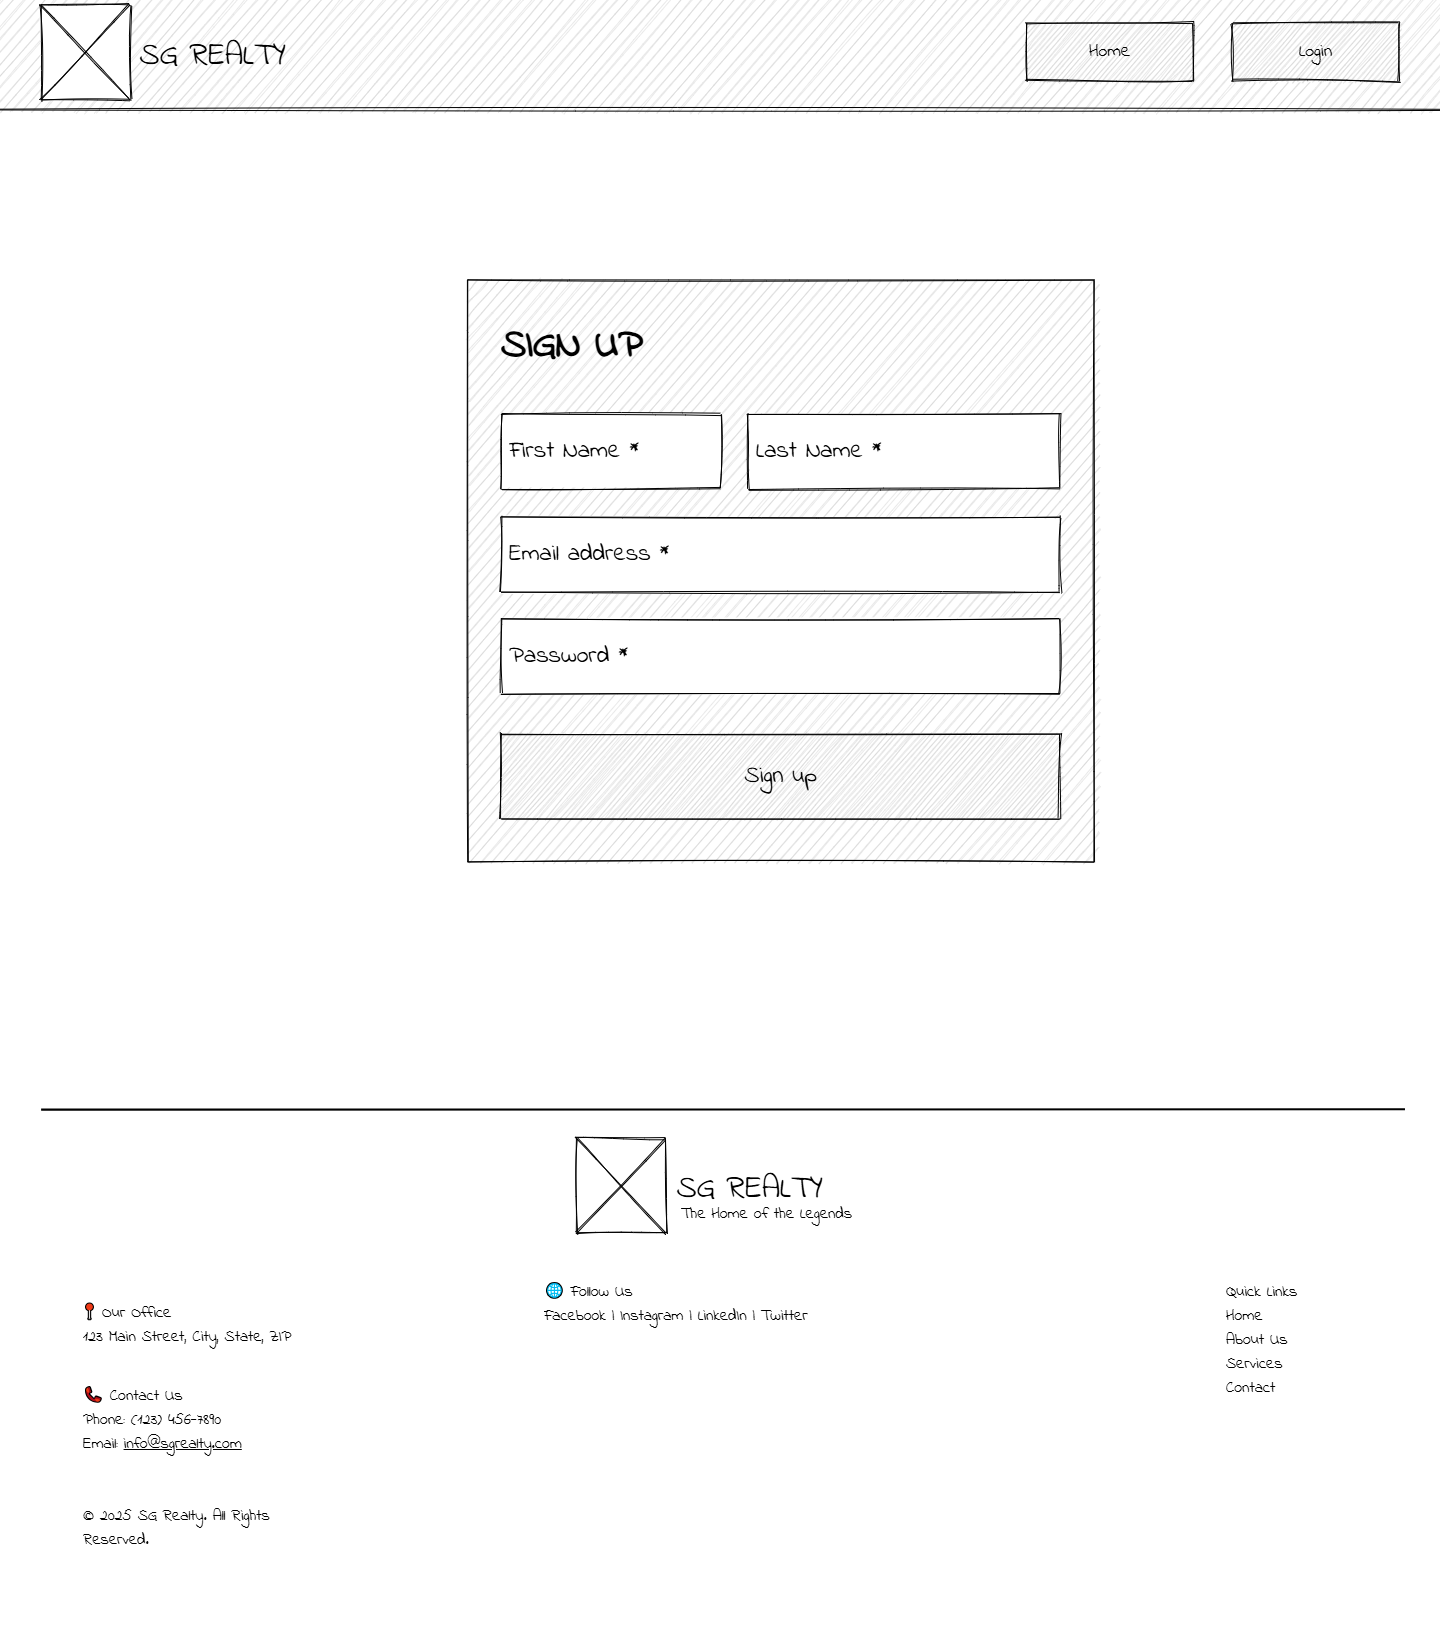 SG REALTY
Home
Login
SIGN UP
First Name *
Last Name *
Email address *
Password *
Sign up
SG REALTY
The Home of the Legends
📍 Our Office
123 Main Street, City, State, ZIP
📞 Contact Us
Phone: (123) 456-7890
Email: info@sgrealty.com
© 2025 SG Realty. All Rights
Reserved.
🌐 Follow Us
Facebook | Instagram | LinkedIn | Twitter
Quick Links
Home
About Us
Services
Contact